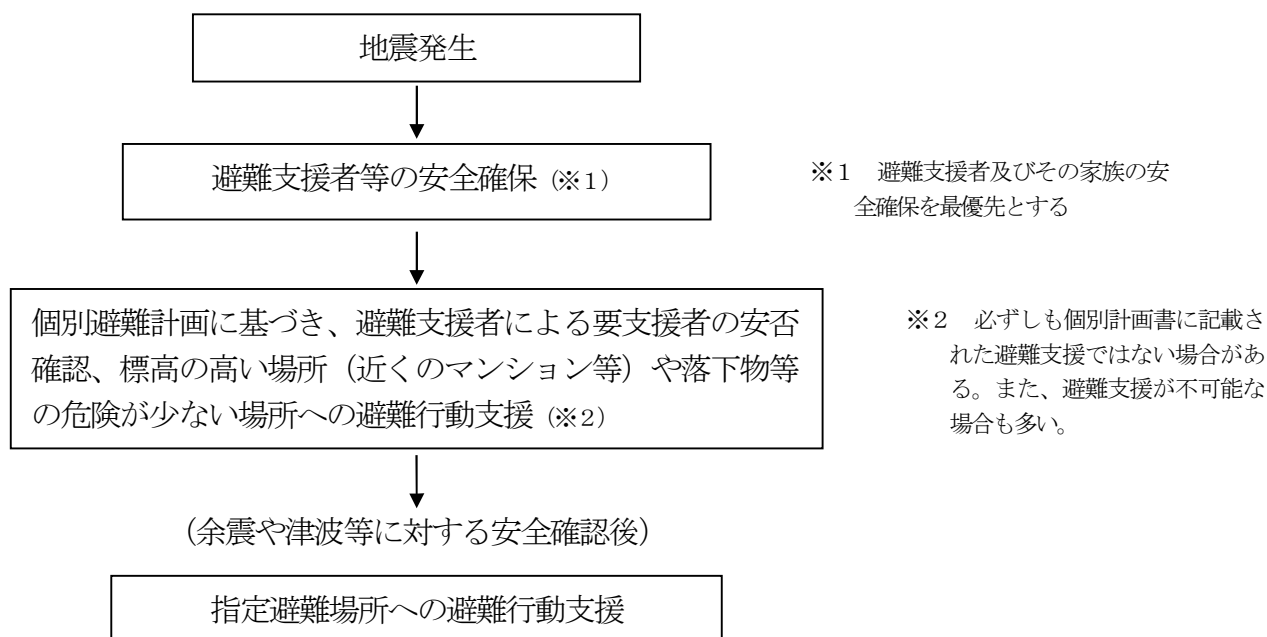 地震発生
避難支援者等の安全確保（※１）
※１　避難支援者及びその家族の安
全確保を最優先とする
個別避難計画に基づき、避難支援者による要支援者の安否
確認、標高の高い場所（近くのマンション等）や落下物等
の危険が少ない場所への避難行動支援（※２）
※２　必ずしも個別計画書に記載さ
れた避難支援ではない場合があ
る。また、避難支援が不可能な
場合も多い。
（余震や津波等に対する安全確認後）
指定避難場所への避難行動支援